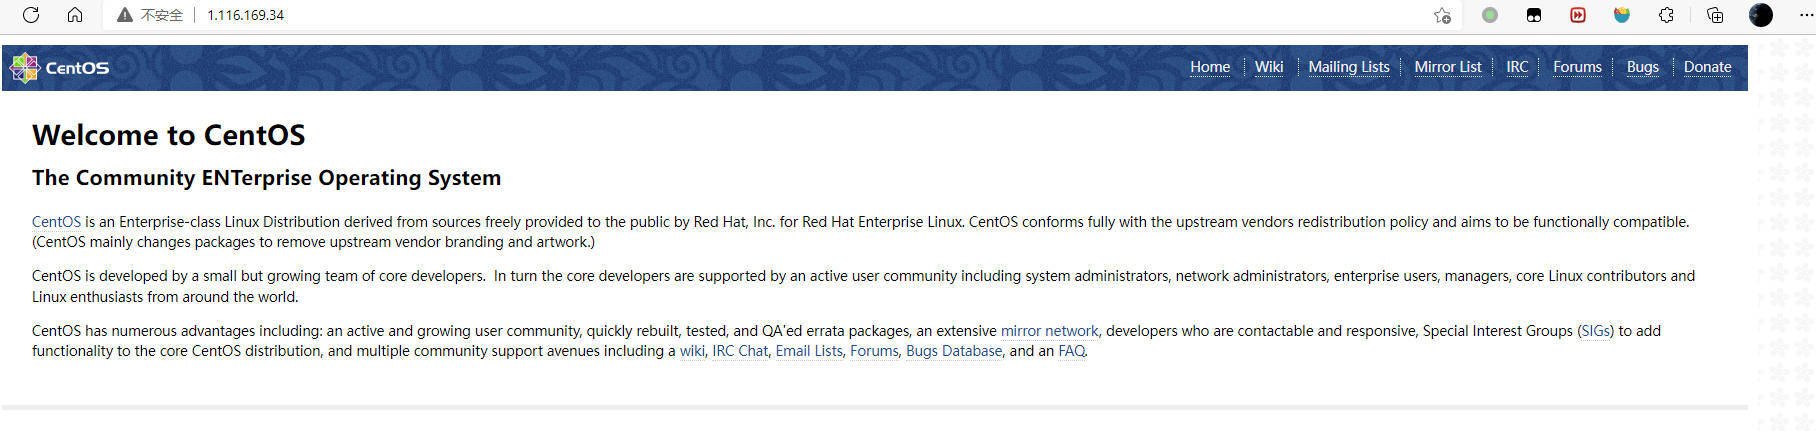 不安全 1.116.169.34
CentOS Home Wiki Mailing Lists Mirror List IRC Forums Bugs Donate
Welcome to CentOS
The Community ENTerprise Operating System
CentOS is an Enterprise-class Linux Distribution derived from sources freely provided to the public by Red Hat, Inc. for Red Hat Enterprise Linux. CentOS conforms fully with the upstream vendors redistribution policy and aims to be functionally compatible.
(CentOS mainly changes packages to remove upstream vendor branding and artwork.)
CentOS is developed by a small but growing team of core developers.  In turn the core developers are supported by an active user community including system administrators, network administrators, enterprise users, managers, core Linux contributors and
Linux enthusiasts from around the world.
CentOS has numerous advantages including: an active and growing user community, quickly rebuilt, tested, and QA'ed errata packages, an extensive mirror network, developers who are contactable and responsive, Special Interest Groups (SIGs) to add
functionality to the core CentOS distribution, and multiple community support avenues including a wiki, IRC Chat, Email Lists, Forums, Bugs Database, and an FAQ.